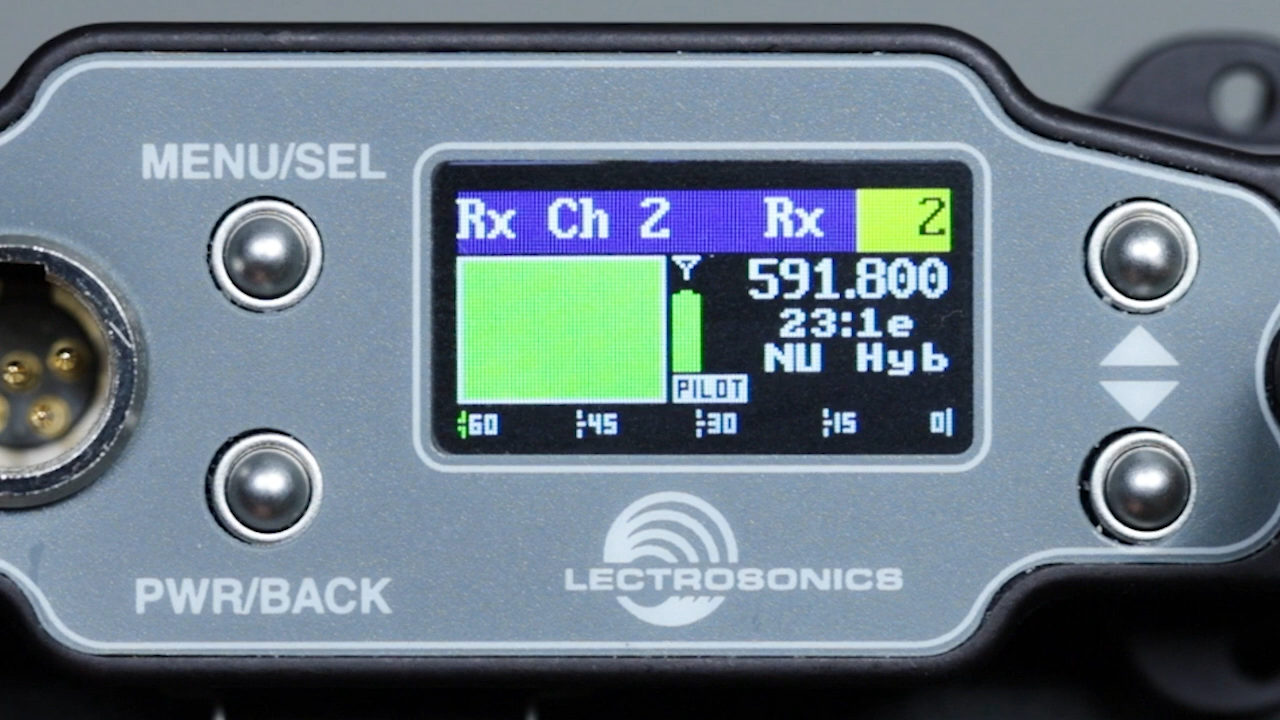 MENU/SEL
Rx Ch 2 Rx 2
591.800
23:1e
NU Hyb
PILOT
-60 -45 -30 -15 0
LECTROSONICS
PWR/BACK